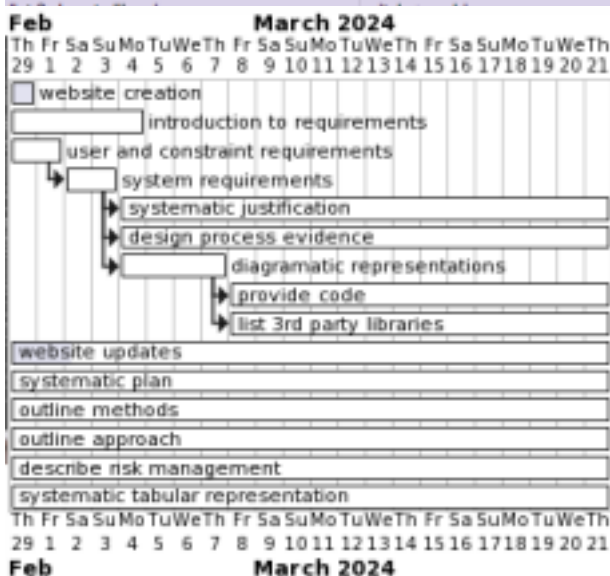 Feb March 2024
Th Fr Sa Su Mo Tu We Th Fr Sa Su Mo Tu We Th Fr Sa Su Mo Tu We Th
29 1 2 3 4 5 6 7 8 9 10 11 12 13 14 15 16 17 18 19 20 21
website creation
introduction to requirements
user and constraint requirements
system requirements
systematic justification
design process evidence
diagramatic representations
provide code
list 3rd party libraries
website updates
systematic plan
outline methods
outline approach
describe risk management
systematic tabular representation
Th Fr Sa Su Mo Tu We Th Fr Sa Su Mo Tu We Th Fr Sa Su Mo Tu We Th
29 1 2 3 4 5 6 7 8 9 10 11 12 13 14 15 16 17 18 19 20 21
Feb March 2024